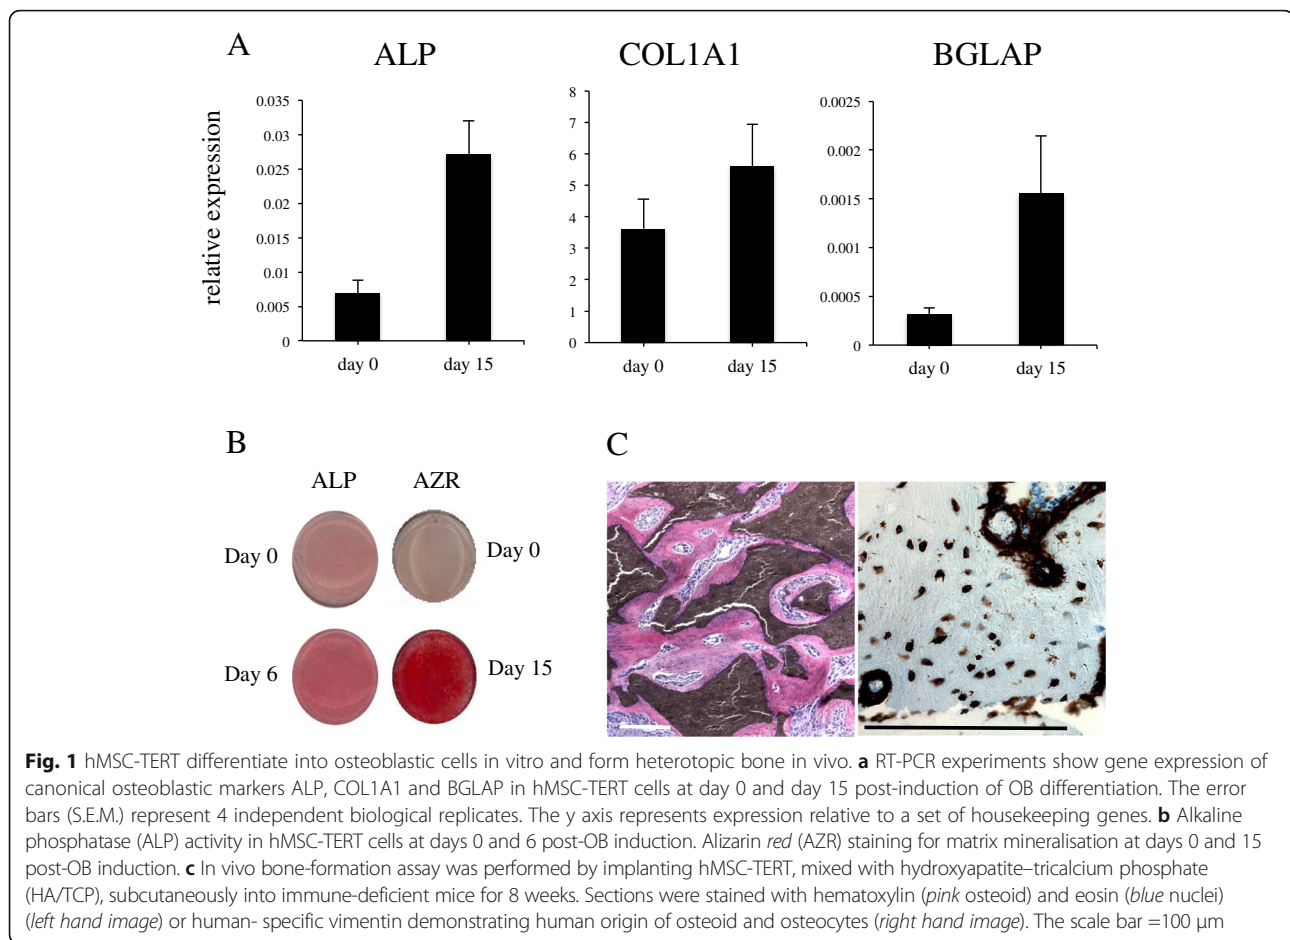 A
ALP
COL1A1
BGLAP
relative expression
0.035
0.03
0.025
0.02
0.015
0.01
0.005
0
day 0
day 15
8
7
6
5
4
3
2
1
0
day 0
day 15
0.0025
0.002
0.0015
0.001
0.0005
0
day 0
day 15
B
ALP
AZR
Day 0
Day 0
Day 6
Day 15
C
Fig. 1 hMSC-TERT differentiate into osteoblastic cells in vitro and form heterotopic bone in vivo. a RT-PCR experiments show gene expression of
canonical osteoblastic markers ALP, COL1A1 and BGLAP in hMSC-TERT cells at day 0 and day 15 post-induction of OB differentiation. The error
bars (S.E.M.) represent 4 independent biological replicates. The y axis represents expression relative to a set of housekeeping genes. b Alkaline
phosphatase (ALP) activity in hMSC-TERT cells at days 0 and 6 post-OB induction. Alizarin red (AZR) staining for matrix mineralisation at days 0 and 15
post-OB induction. c In vivo bone-formation assay was performed by implanting hMSC-TERT, mixed with hydroxyapatite–tricalcium phosphate
(HA/TCP), subcutaneously into immune-deficient mice for 8 weeks. Sections were stained with hematoxylin (pink osteoid) and eosin (blue nuclei)
(left hand image) or human- specific vimentin demonstrating human origin of osteoid and osteocytes (right hand image). The scale bar =100 μm